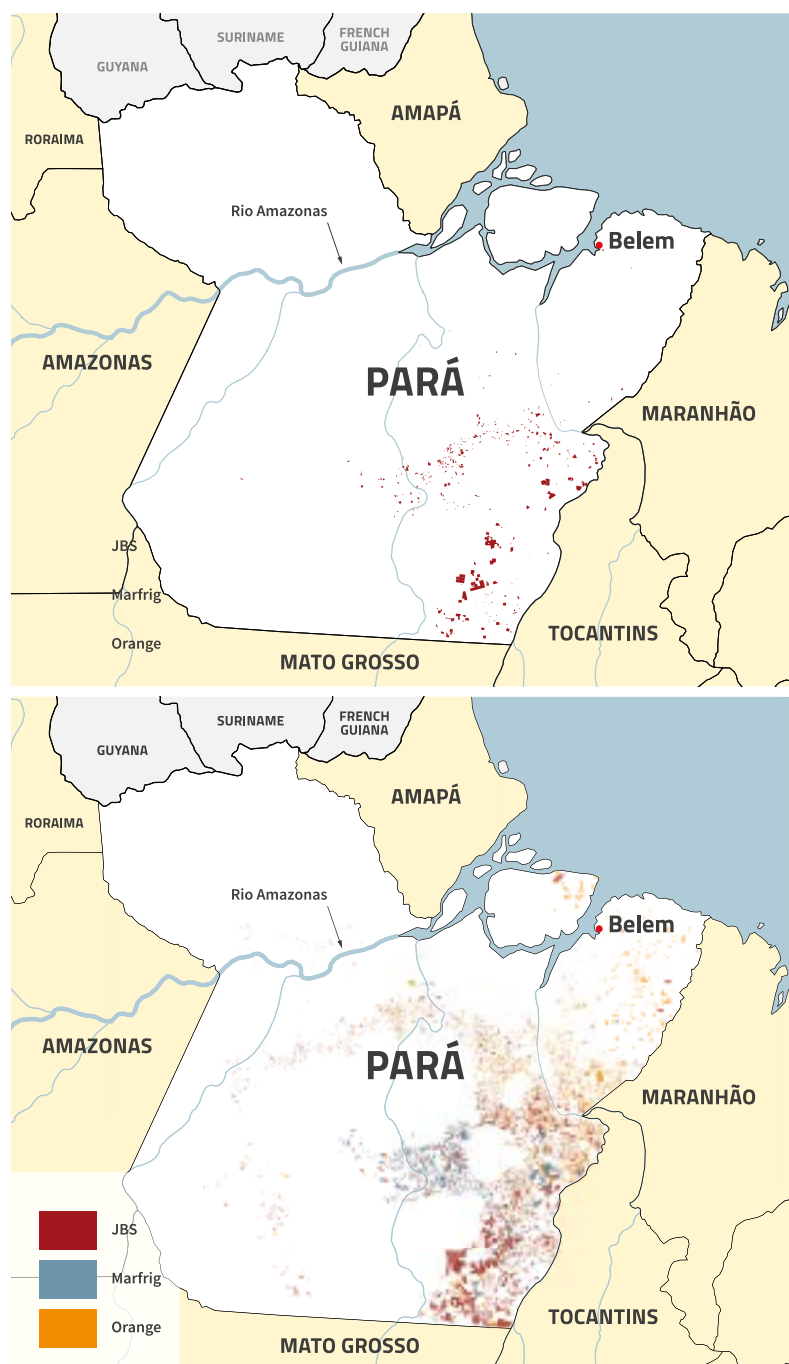 SURINAME
FRENCH
GUIANA
GUYANA
AMAPÁ
RORAIMA
Rio Amazonas
Belem
AMAZONAS
PARÁ
MARANHÃO
JBS
Marfrig
Orange
TOCANTINS
MATO GROSSO
SURINAME
FRENCH
GUIANA
GUYANA
AMAPÁ
RORAIMA
Rio Amazonas
Belem
AMAZONAS
PARÁ
MARANHÃO
JBS
Marfrig
Orange
TOCANTINS
MATO GROSSO